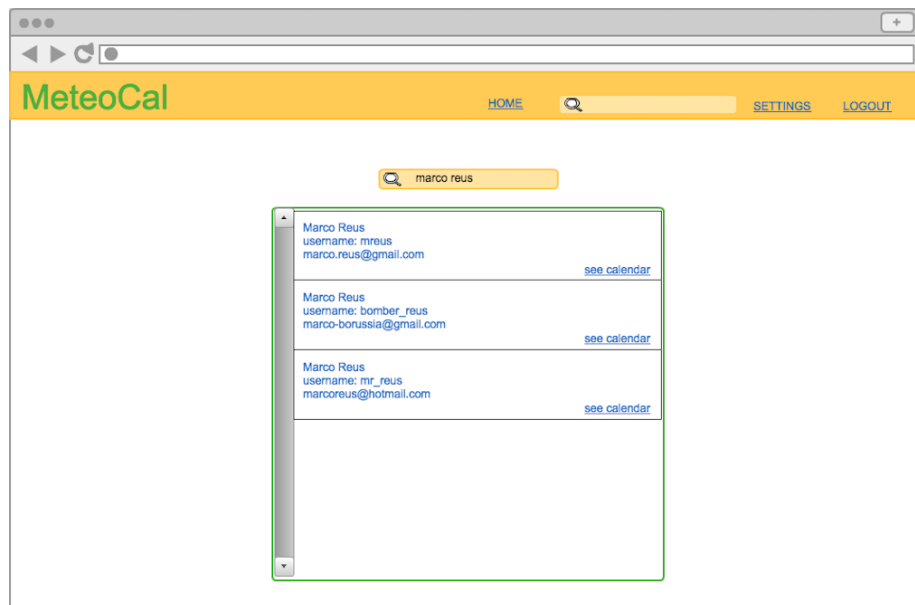 MeteoCal
HOME
SETTINGS
LOGOUT
marco reus
Marco Reus
username: mreus
marco.reus@gmail.com
see calendar
Marco Reus
username: bomber_reus
marco-borussia@gmail.com
see calendar
Marco Reus
username: mr_reus
marcoreus@hotmail.com
see calendar